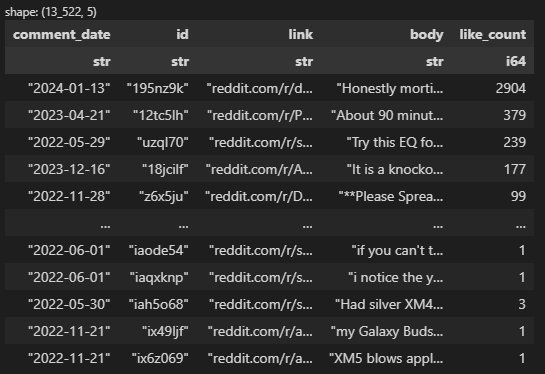 shape: (13_522, 5)
comment_date id link body like_count
str str str str i64
"2024-01-13" "195nz9k" "reddit.com/r/d... "Honestly morti... 2904
"2023-04-21" "12tc5lh" "reddit.com/r/P... "About 90 minut... 379
"2022-05-29" "uzql70" "reddit.com/r/s... "Try this EQ fo... 239
"2023-12-16" "18jcilf" "reddit.com/r/A... "It is a knocko... 177
"2022-11-28" "z6x5ju" "reddit.com/r/D... "**Please Sprea... 99
... ... ... ... ...
"2022-06-01" "iaode54" "reddit.com/r/s... "if you can't t... 1
"2022-06-01" "iaqxknp" "reddit.com/r/s... "i notice the y... 1
"2022-05-30" "iah5o68" "reddit.com/r/s... "Had silver XM4... 3
"2022-11-21" "ix49ljf" "reddit.com/r/a... "my Galaxy Buds... 1
"2022-11-21" "ix6z069" "reddit.com/r/a... "XM5 blows appl... 1